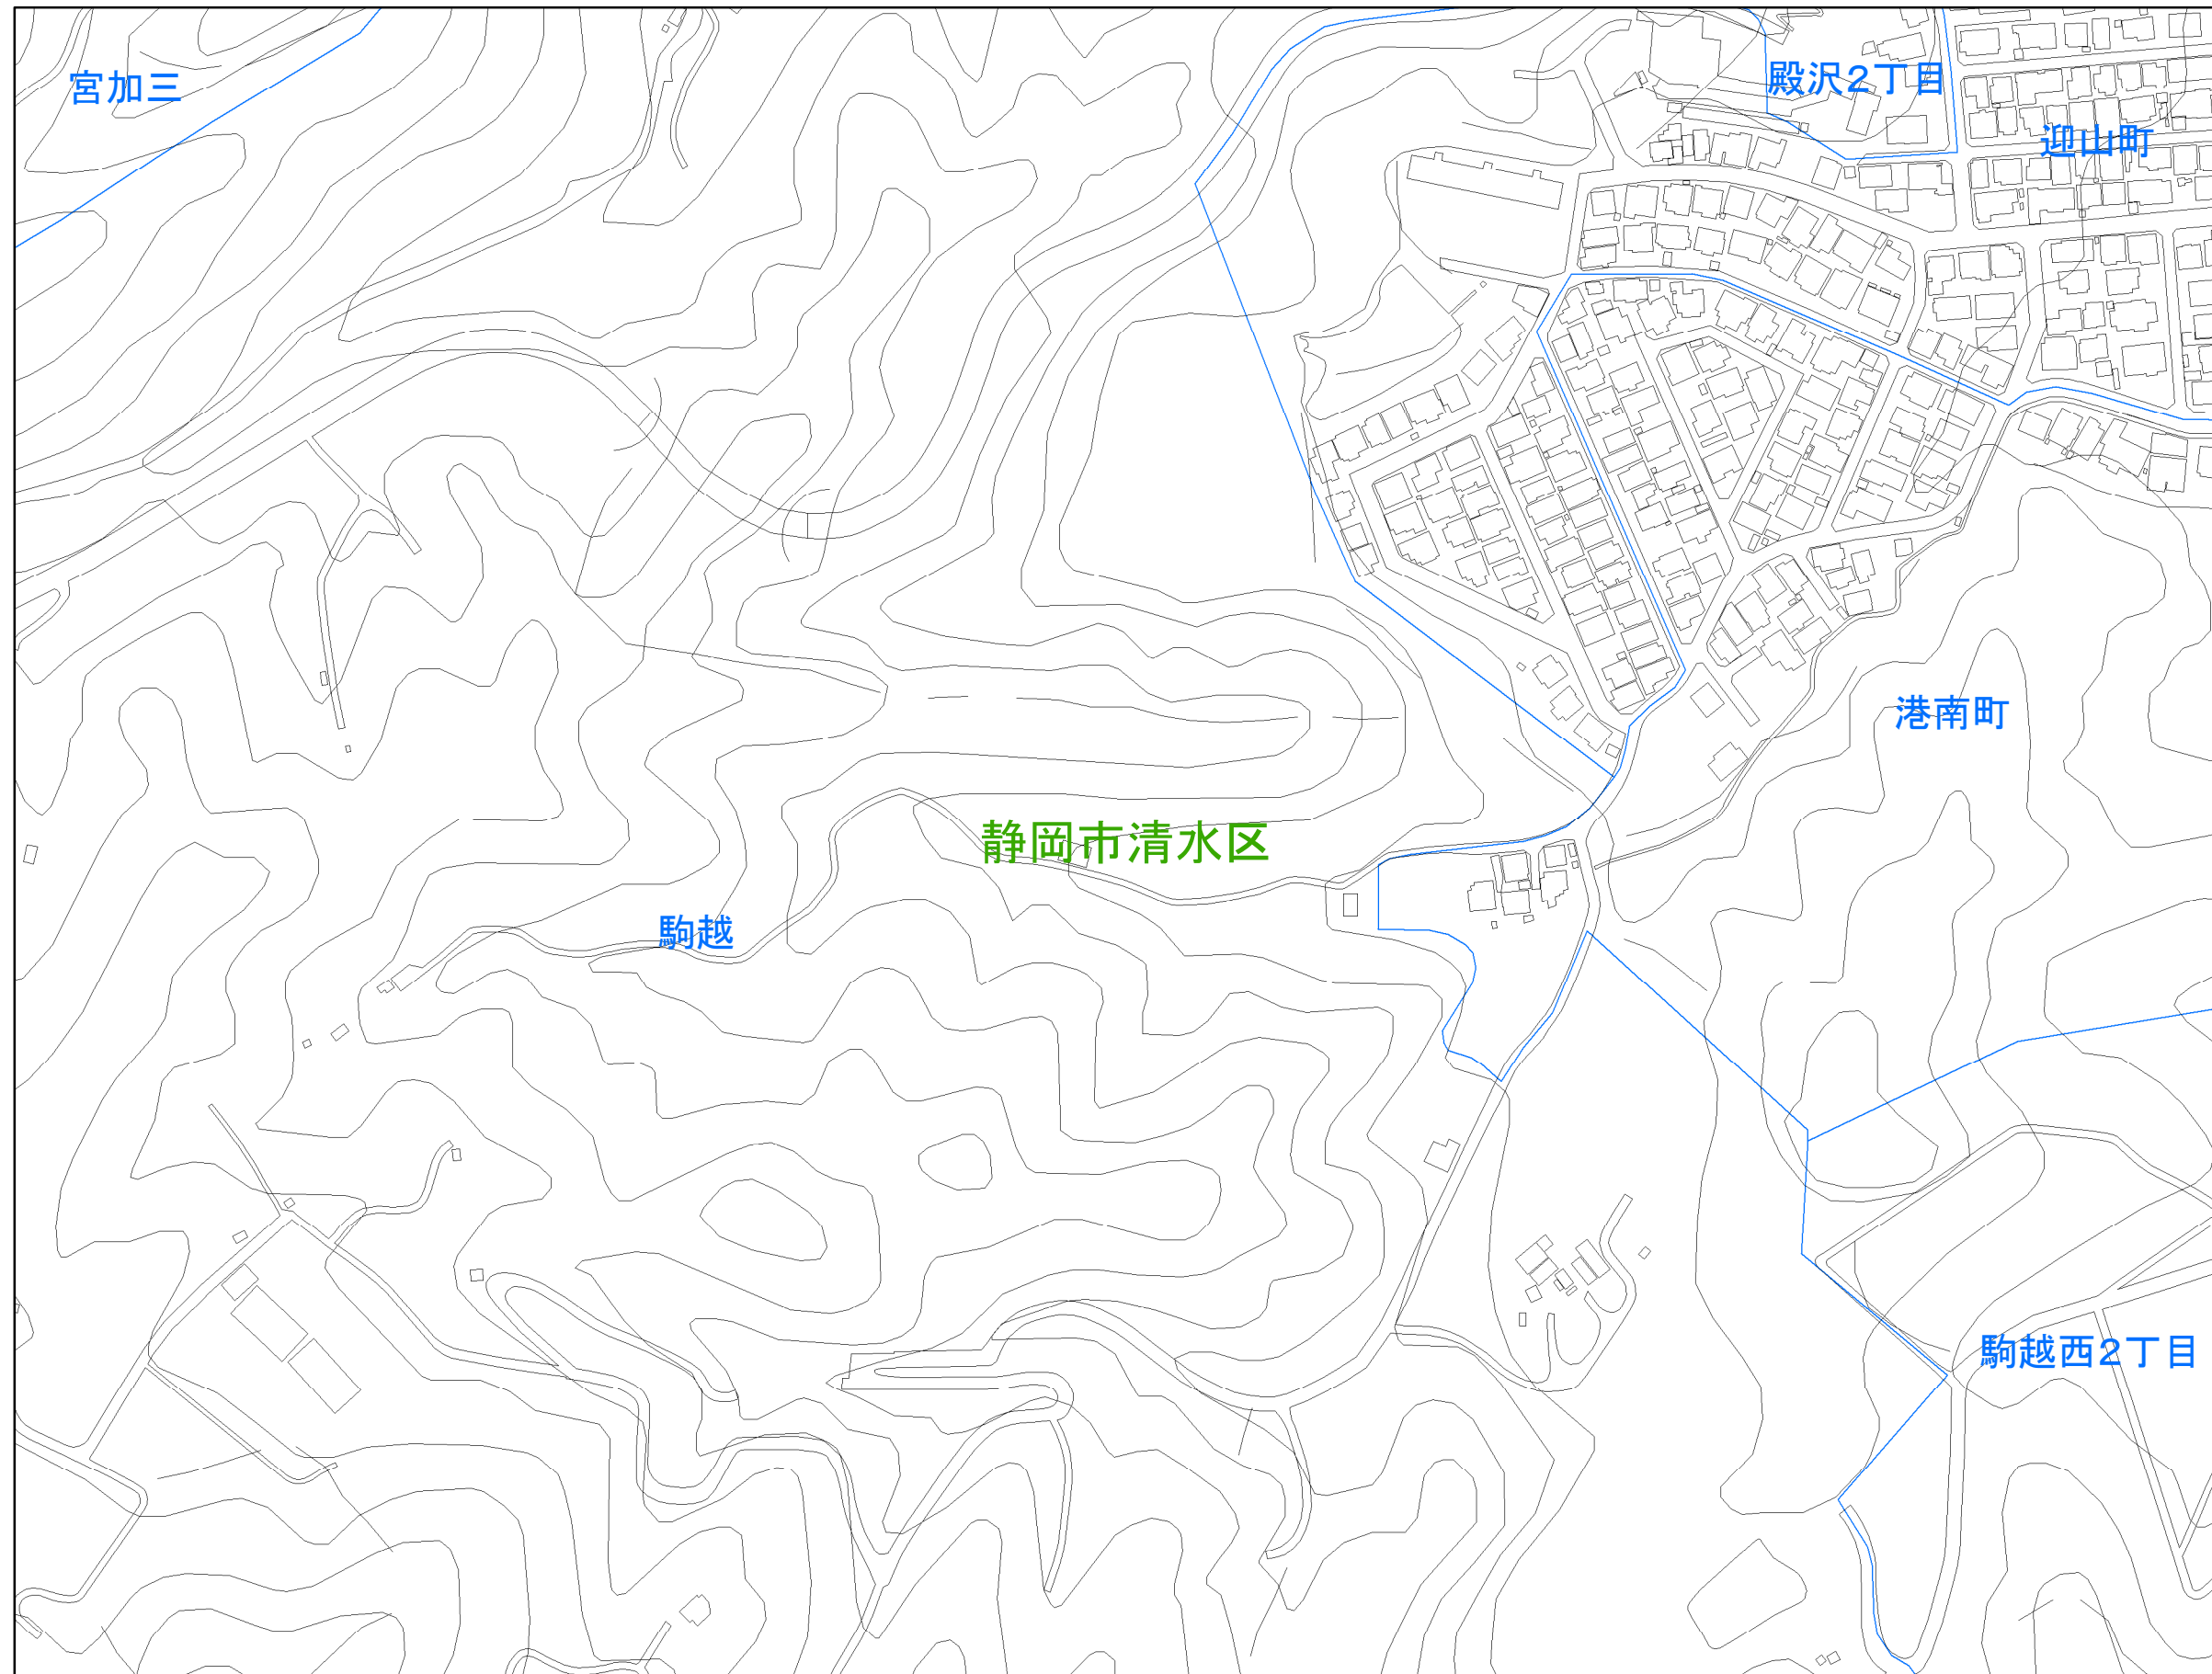 宮加三
殿沢2丁目
迎山町
港南町
静岡市清水区
駒越
駒越西2丁目